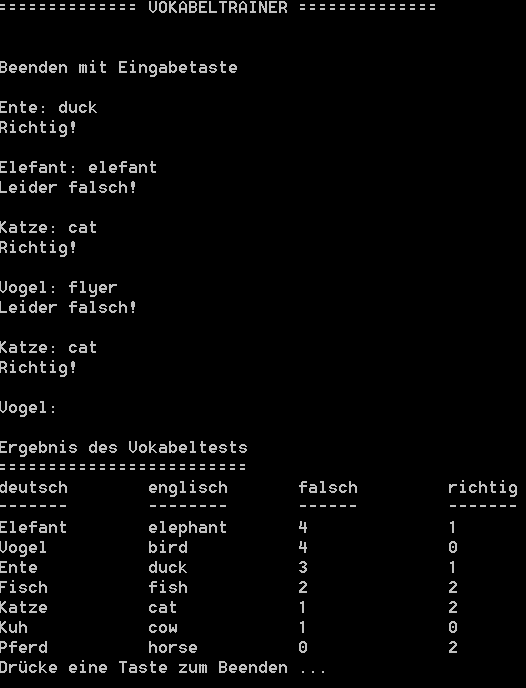 ============== VOKABELTRAINER ==============
Beenden mit Eingabetaste
Ente: duck
Richtig!
Elefant: elefant
Leider falsch!
Katze: cat
Richtig!
Vogel: flyer
Leider falsch!
Katze: cat
Richtig!
Vogel:
Ergebnis des Vokabeltests
=========================
deutsch englisch falsch richtig
------- -------- ------ -------
Elefant elephant 4 1
Vogel bird 4 0
Ente duck 3 1
Fisch fish 2 2
Katze cat 1 2
Kuh cow 1 0
Pferd horse 0 2
Drücke eine Taste zum Beenden ...